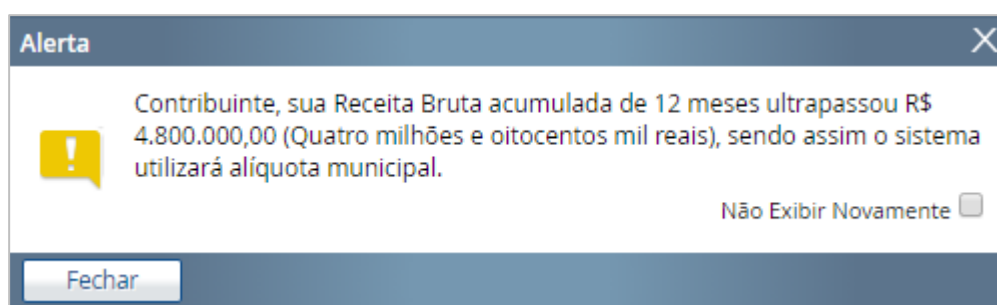 Alerta
Contribuinte, sua Receita Bruta acumulada de 12 meses ultrapassou R$
4.800.000,00 (Quatro milhões e oitocentos mil reais), sendo assim o sistema
utilizará alíquota municipal.
Não Exibir Novamente
Fechar